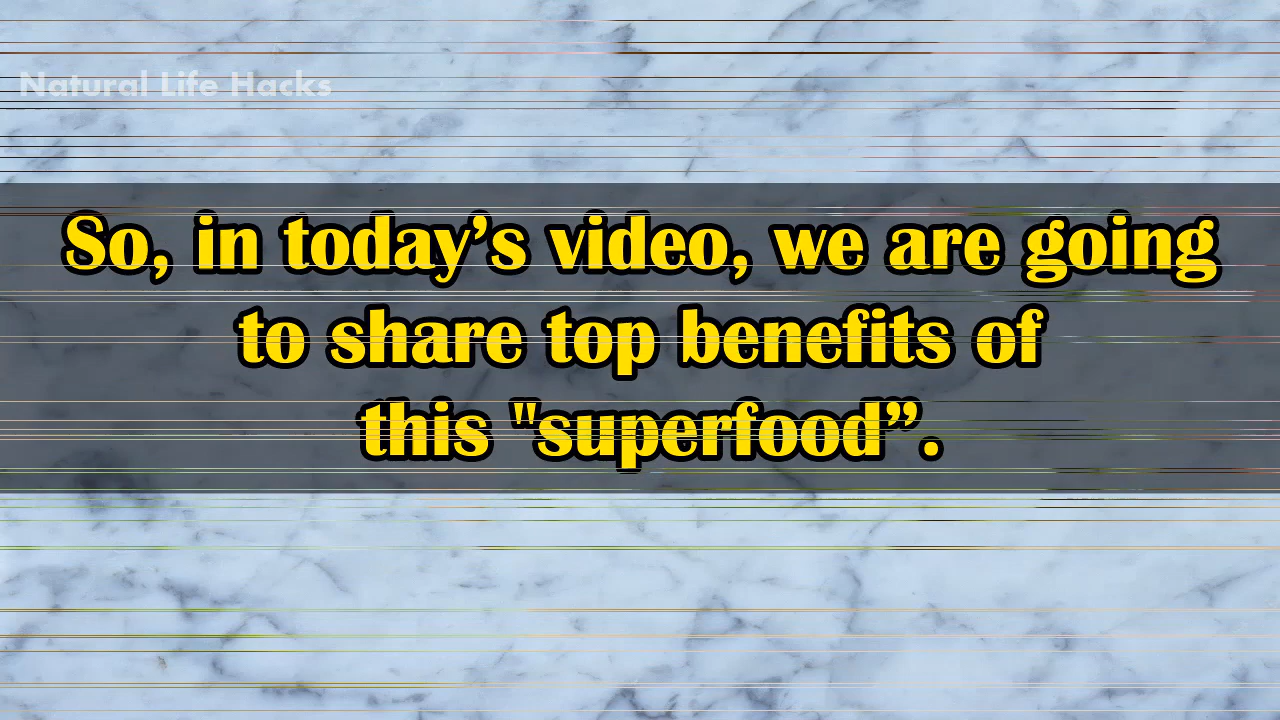 Natural Life Hacks
So, in today’s video, we are going
to share top benefits of
this "superfood”.